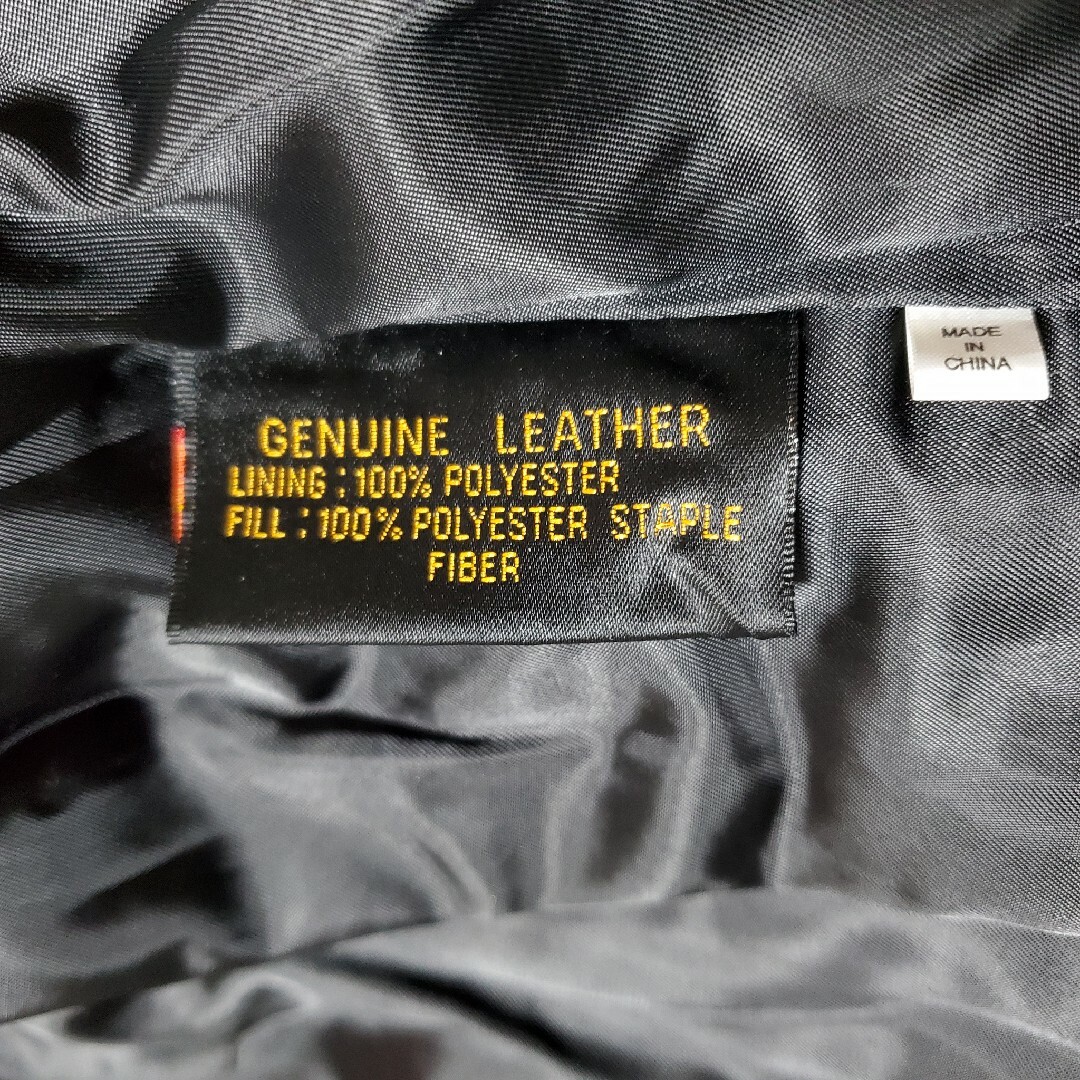 GENUINE LEATHER
LINING : 100% POLYESTER
FILL : 100% POLYESTER STAPLE
FIBER
MADE
IN
CHINA